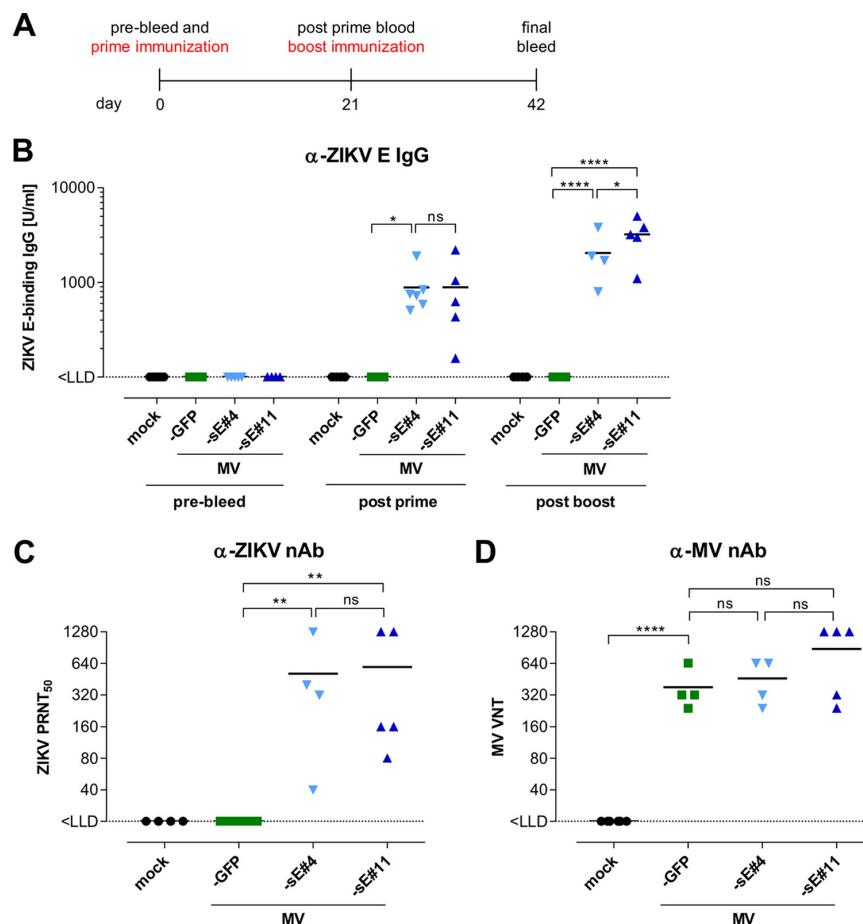 A
pre-bleed and
prime immunization
post prime blood
boost immunization
final
bleed
day 0 21 42
B
α-ZIKV E IgG
ZIKV E-binding IgG [U/ml]
10000
1000
<LLD
* ns
****
**** *
mock -GFP -sE#4 -sE#11 mock -GFP -sE#4 -sE#11 mock -GFP -sE#4 -sE#11
MV MV MV
pre-bleed post prime post boost
C
α-ZIKV nAb
ZIKV PRNT50
1280
640
320
160
80
40
<LLD
**
** ns
mock -GFP -sE#4 -sE#11
MV
D
α-MV nAb
MV VNT
1280
640
320
160
80
40
<LLD
ns
**** ns ns
mock -GFP -sE#4 -sE#11
MV